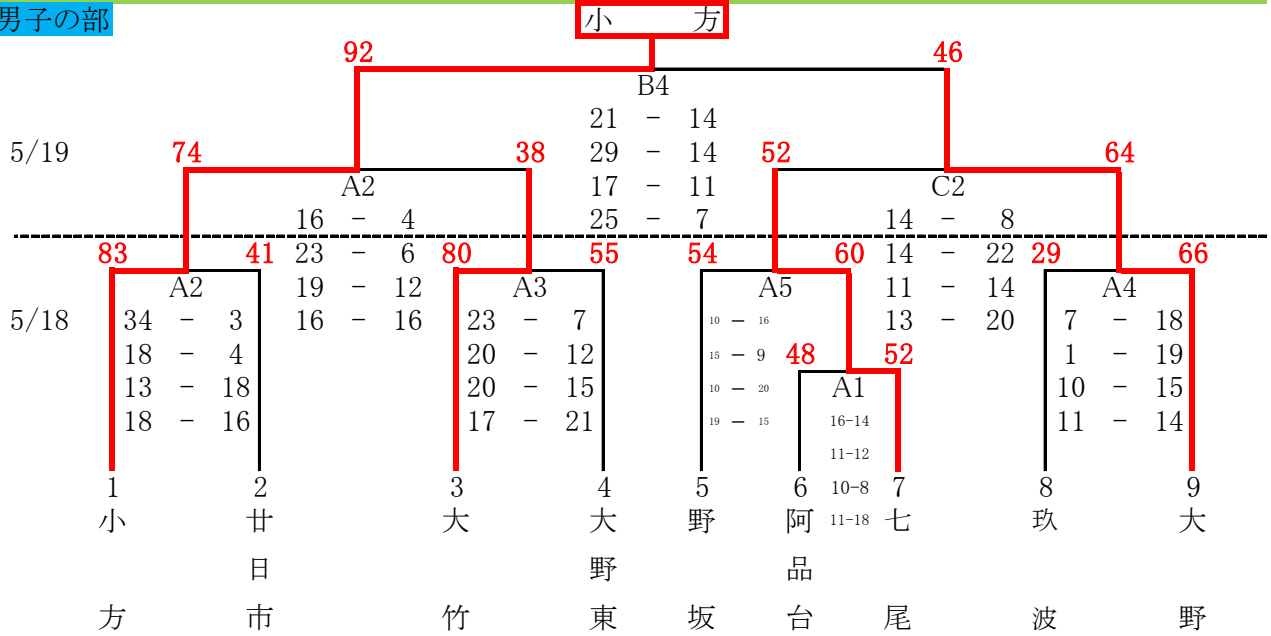 男子の部
小 方
92 46
B4
21 - 14
5/19 74 38 29 - 14 52 64
A2 17 - 11 C2
16 - 4 25 - 7 14 - 8
83 41 23 - 6 80 55 54 60 14 - 22 29 66
A2 19 - 12 A3 A5 11 - 14 A4
5/18 34 - 3 16 - 16 23 - 7 10 - 16 13 - 20 7 - 18
18 - 4 20 - 12 15 - 9 48 52 1 - 19
13 - 18 20 - 15 10 - 20 A1 10 - 15
18 - 16 17 - 21 19 - 15 16-14 11 - 14
11-12
1 2 3 4 5 6 10-8 7 8 9
11-18
小方
廿日市
大竹
大野東
野坂
阿品台
七尾
玖波
大野